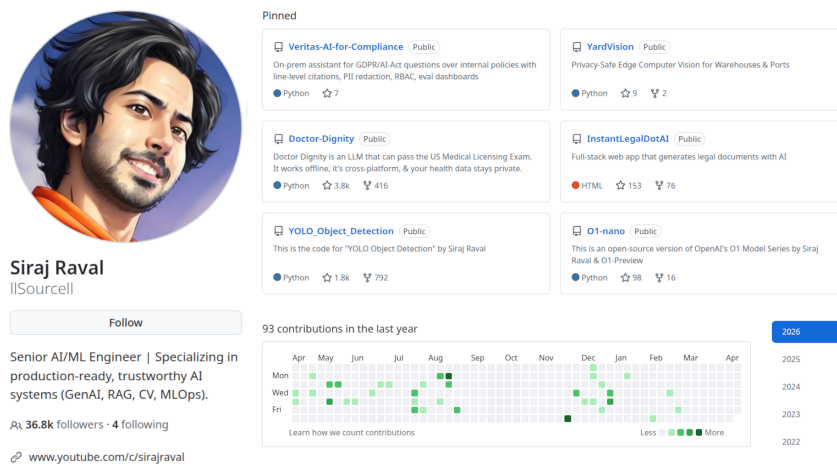 Siraj Raval
llSourcell
Follow
Senior AI/ML Engineer | Specializing in
production-ready, trustworthy AI
systems (GenAI, RAG, CV, MLOps).
36.8k followers · 4 following
www.youtube.com/c/sirajraval
Pinned
Veritas-AI-for-Compliance Public
On-prem assistant for GDPR/AI-Act questions over internal policies with
line-level citations, PII redaction, RBAC, eval dashboards
Python 7
YardVision Public
Privacy-Safe Edge Computer Vision for Warehouses & Ports
Python 9 2
Doctor-Dignity Public
Doctor Dignity is an LLM that can pass the US Medical Licensing Exam.
It works offline, it's cross-platform, & your health data stays private.
Python 3.8k 416
InstantLegalDotAI Public
Full-stack web app that generates legal documents with AI
HTML 153 76
YOLO_Object_Detection Public
This is the code for "YOLO Object Detection" by Siraj Raval
Python 1.8k 792
O1-nano Public
This is an open-source version of OpenAI's O1 Model Series by Siraj
Raval & O1-Preview
Python 98 16
93 contributions in the last year
Apr May Jun Jul Aug Sep Oct Nov Dec Jan Feb Mar Apr
Mon
Wed
Fri
Learn how we count contributions
Less More
2026
2025
2024
2023
2022